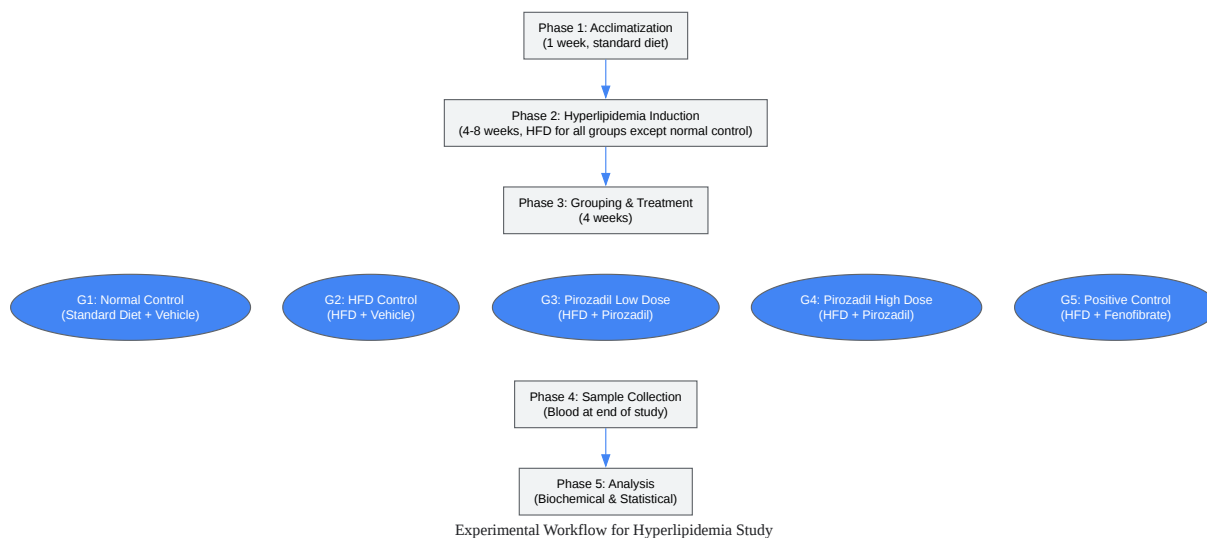 Phase 1: Acclimatization
(1 week, standard diet)
Phase 2: Hyperlipidemia Induction
(4-8 weeks, HFD for all groups except normal control)
Phase 3: Grouping & Treatment
(4 weeks)
G1: Normal Control
(Standard Diet + Vehicle)
G2: HFD Control
(HFD + Vehicle)
G3: Pirozadil Low Dose
(HFD + Pirozadil)
G4: Pirozadil High Dose
(HFD + Pirozadil)
G5: Positive Control
(HFD + Fenofibrate)
Phase 4: Sample Collection
(Blood at end of study)
Phase 5: Analysis
(Biochemical & Statistical)
Experimental Workflow for Hyperlipidemia Study